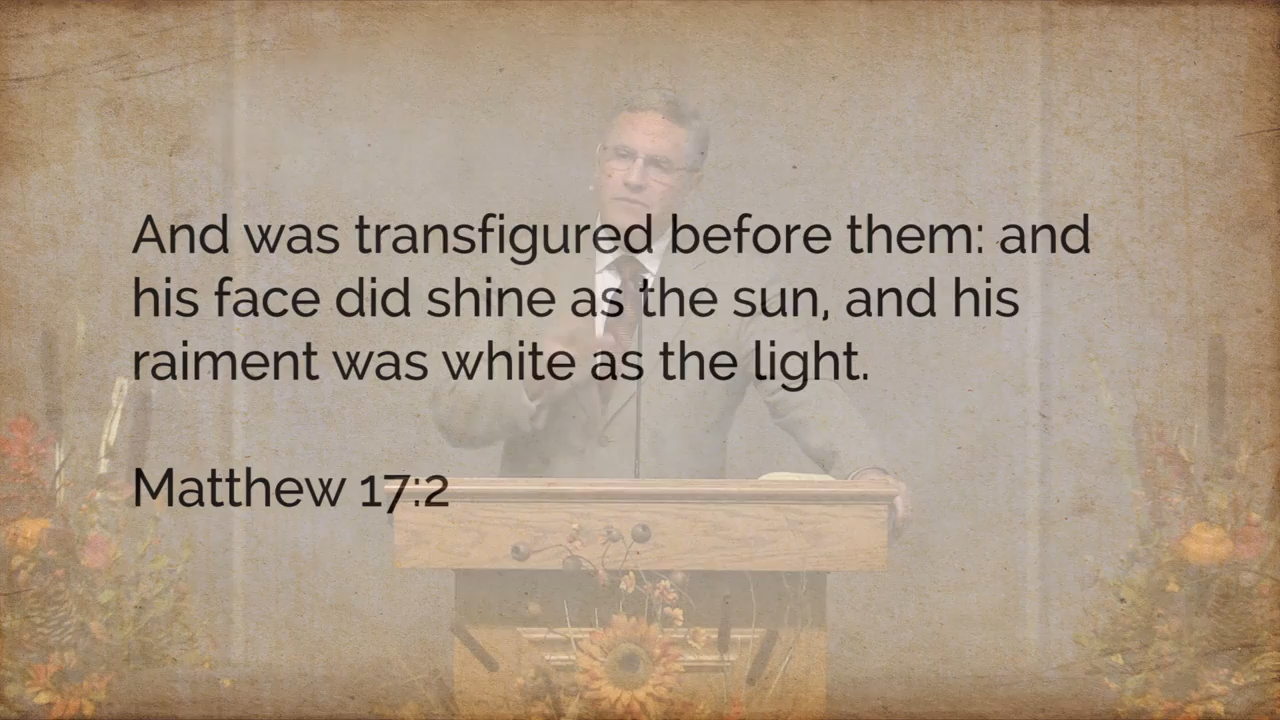 And was transfigured before them: and
his face did shine as the sun, and his
raiment was white as the light.
Matthew 17:2